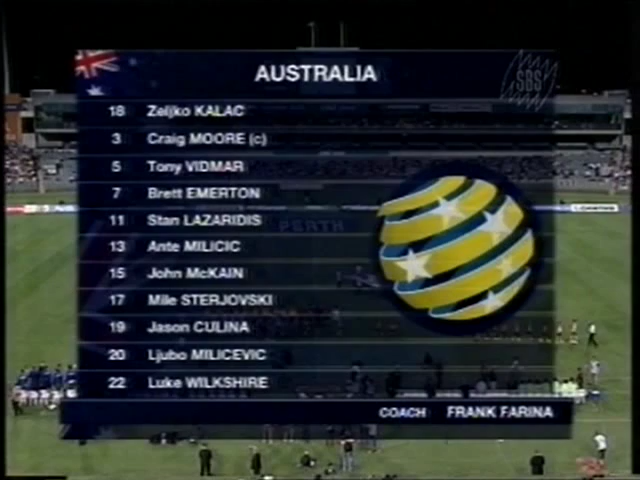 AUSTRALIA
SBS
18 Zeljko KALAC
3 Craig MOORE (c)
5 Tony VIDMAR
7 Brett EMERTON
11 Stan LAZARIDIS
PERTH
13 Ante MILICIC
15 John McKAIN
17 Mile STERJOVSKI
19 Jason CULINA
20 Ljubo MILICEVIC
22 Luke WILKSHIRE
COACH FRANK FARINA